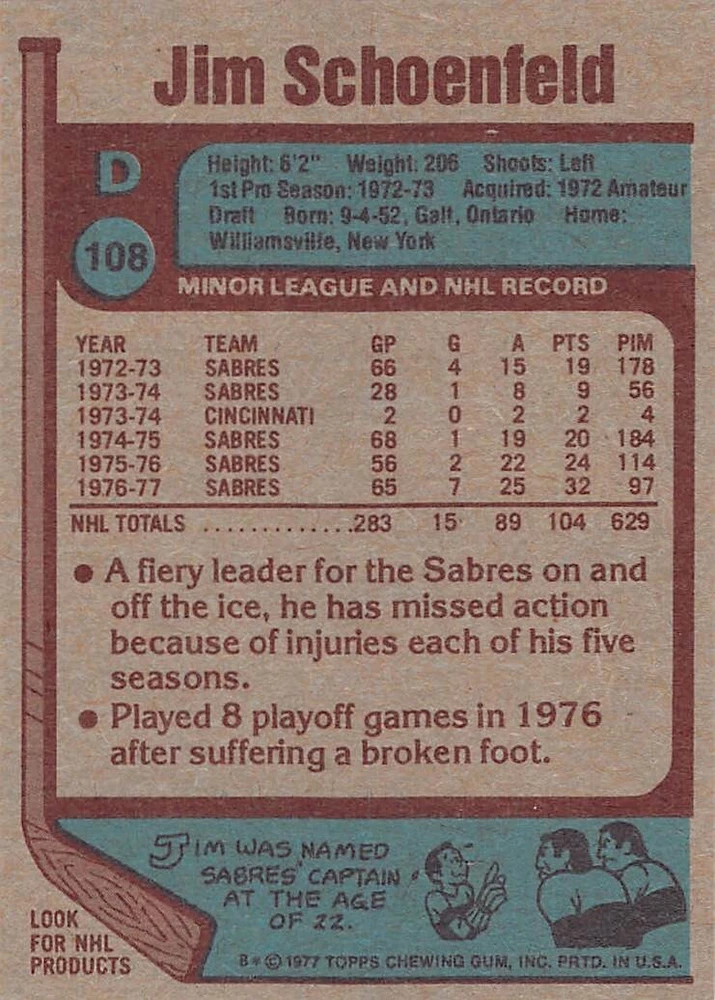 Jim Schoenfeld
D
108
Height: 6'2" Weight: 206 Shoots: Left
1st Pro Season: 1972-73 Acquired: 1972 Amateur
Draft Born: 9-4-52, Galt, Ontario Home:
Williamsville, New York
MINOR LEAGUE AND NHL RECORD
YEAR TEAM GP G A PTS PIM
1972-73 SABRES 66 4 15 19 178
1973-74 SABRES 28 1 8 9 56
1973-74 CINCINNATI 2 0 2 2 4
1974-75 SABRES 68 1 19 20 184
1975-76 SABRES 56 2 22 24 114
1976-77 SABRES 65 7 25 32 97
NHL TOTALS .............283 15 89 104 629
● A fiery leader for the Sabres on and
off the ice, he has missed action
because of injuries each of his five
seasons.
● Played 8 playoff games in 1976
after suffering a broken foot.
JIM WAS NAMED
SABRES' CAPTAIN
AT THE AGE
OF 22.
LOOK
FOR NHL
PRODUCTS
B* © 1977 TOPPS CHEWING GUM, INC. PRTD. IN U.S.A.